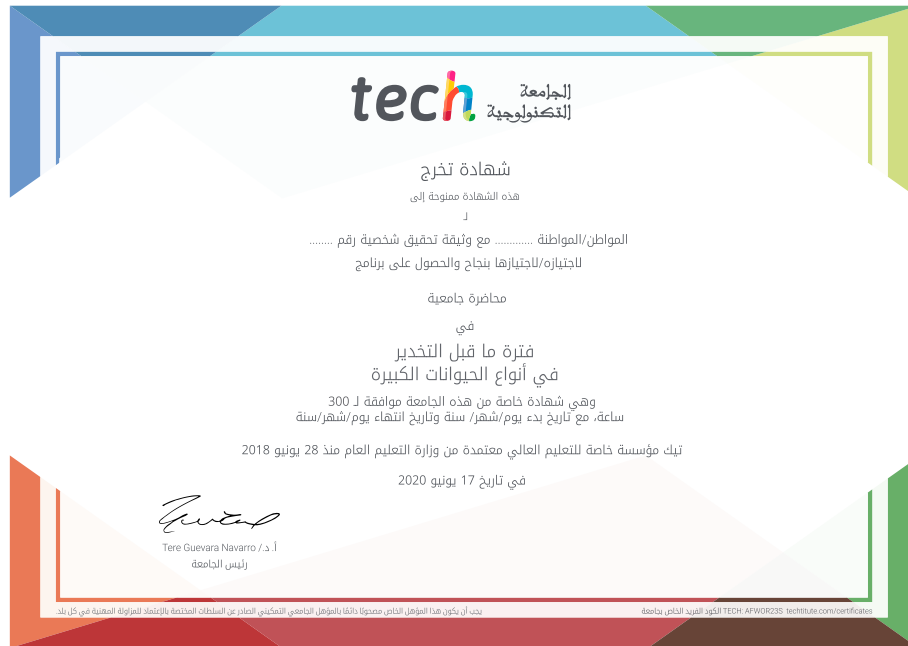 tech الجامعة
التكنولوجية
شهادة تخرج
هذه الشهادة ممنوحة إلى
لـ
المواطن/المواطنة ............ مع وثيقة تحقيق شخصية رقم ........
لاجتيازه/لاجتيازها بنجاح والحصول على برنامج
محاضرة جامعية
في
فترة ما قبل التخدير
في أنواع الحيوانات الكبيرة
وهي شهادة خاصة من هذه الجامعة موافقة لـ 300
ساعة، مع تاريخ بدء يوم/شهر/ سنة وتاريخ انتهاء يوم/شهر/سنة
تيك مؤسسة خاصة للتعليم العالي معتمدة من وزارة التعليم العام منذ 28 يونيو 2018
في تاريخ 17 يونيو 2020
أ. د./ Tere Guevara Navarro
رئيس الجامعة
يجب أن يكون هذا المؤهل الخاص مصحوبًا دائمًا بالمؤهل الجامعي التمكيني الصادر عن السلطات المختصة بالإعتماد للمزاولة المهنية في كل بلد.
الكود الفريد الخاص بجامعة TECH: AFWOR23S techtitute.com/certificates